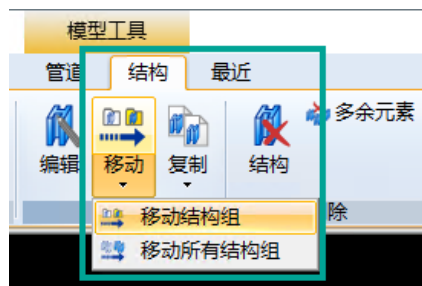 模型工具
管道 结构 最近
多余元素
编辑 移动 复制 结构
移动结构组 除
移动所有结构组